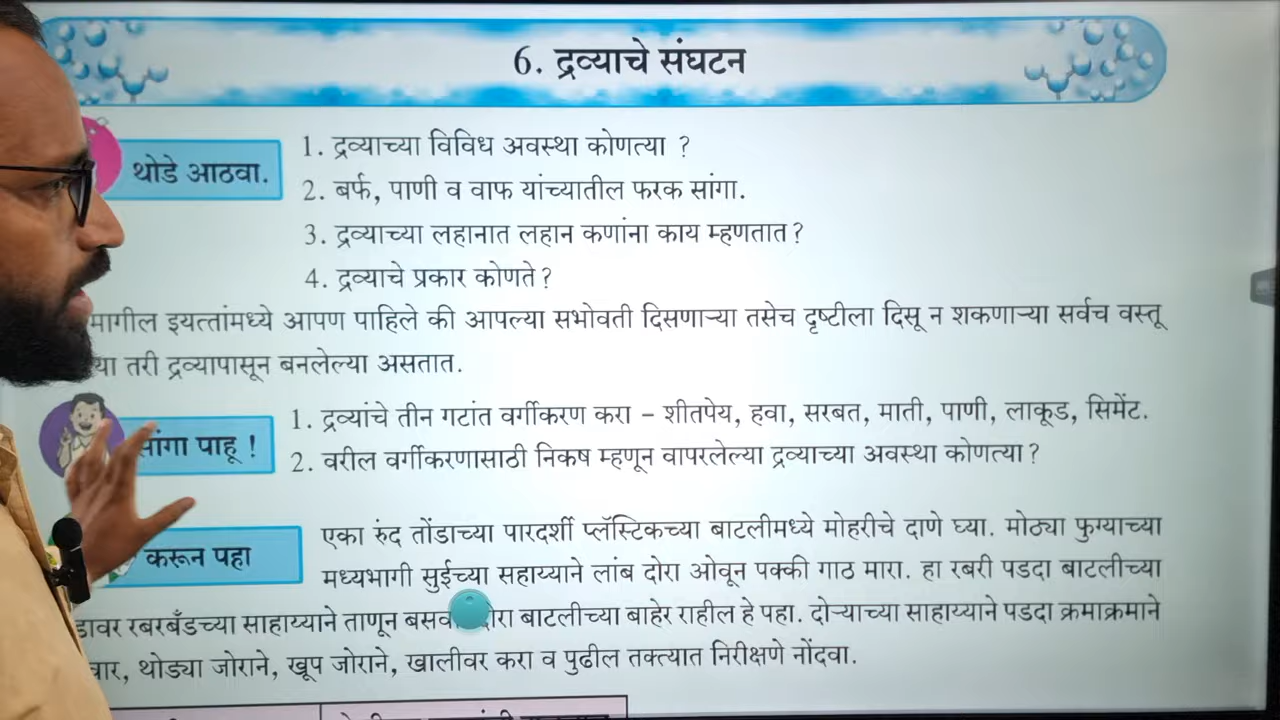 6. द्रव्याचे संघटन
थोडे आठवा.
1. द्रव्याच्या विविध अवस्था कोणत्या ?
2. बर्फ, पाणी व वाफ यांच्यातील फरक सांगा.
3. द्रव्याच्या लहानात लहान कणांना काय म्हणतात ?
4. द्रव्याचे प्रकार कोणते ?
मागील इयत्तांमध्ये आपण पाहिले की आपल्या सभोवती दिसणाऱ्या तसेच दृष्टीला दिसू न शकणाऱ्या सर्वच वस्तू
तरी द्रव्यापासून बनलेल्या असतात.
सांगा पाहू !
1. द्रव्यांचे तीन गटांत वर्गीकरण करा – शीतपेय, हवा, सरबत, माती, पाणी, लाकूड, सिमेंट.
2. वरील वर्गीकरणासाठी निकष म्हणून वापरलेल्या द्रव्याच्या अवस्था कोणत्या ?
करून पहा
एका रुंद तोंडाच्या पारदर्शी प्लॅस्टिकच्या बाटलीमध्ये मोहरीचे दाणे घ्या. मोठ्या फुग्याच्या
मध्यभागी सुईच्या सहाय्याने लांब दोरा ओवून पक्की गाठ मारा. हा रबरी पडदा बाटलीच्या
रबरबँडच्या साहाय्याने ताणून बाटलीच्या बाहेर राहील हे पहा. दोऱ्याच्या साहाय्याने पडदा क्रमाक्रमाने
थोड्या जोराने, खूप जोराने, खालीवर करा व पुढील तक्त्यात निरीक्षणे नोंदवा.